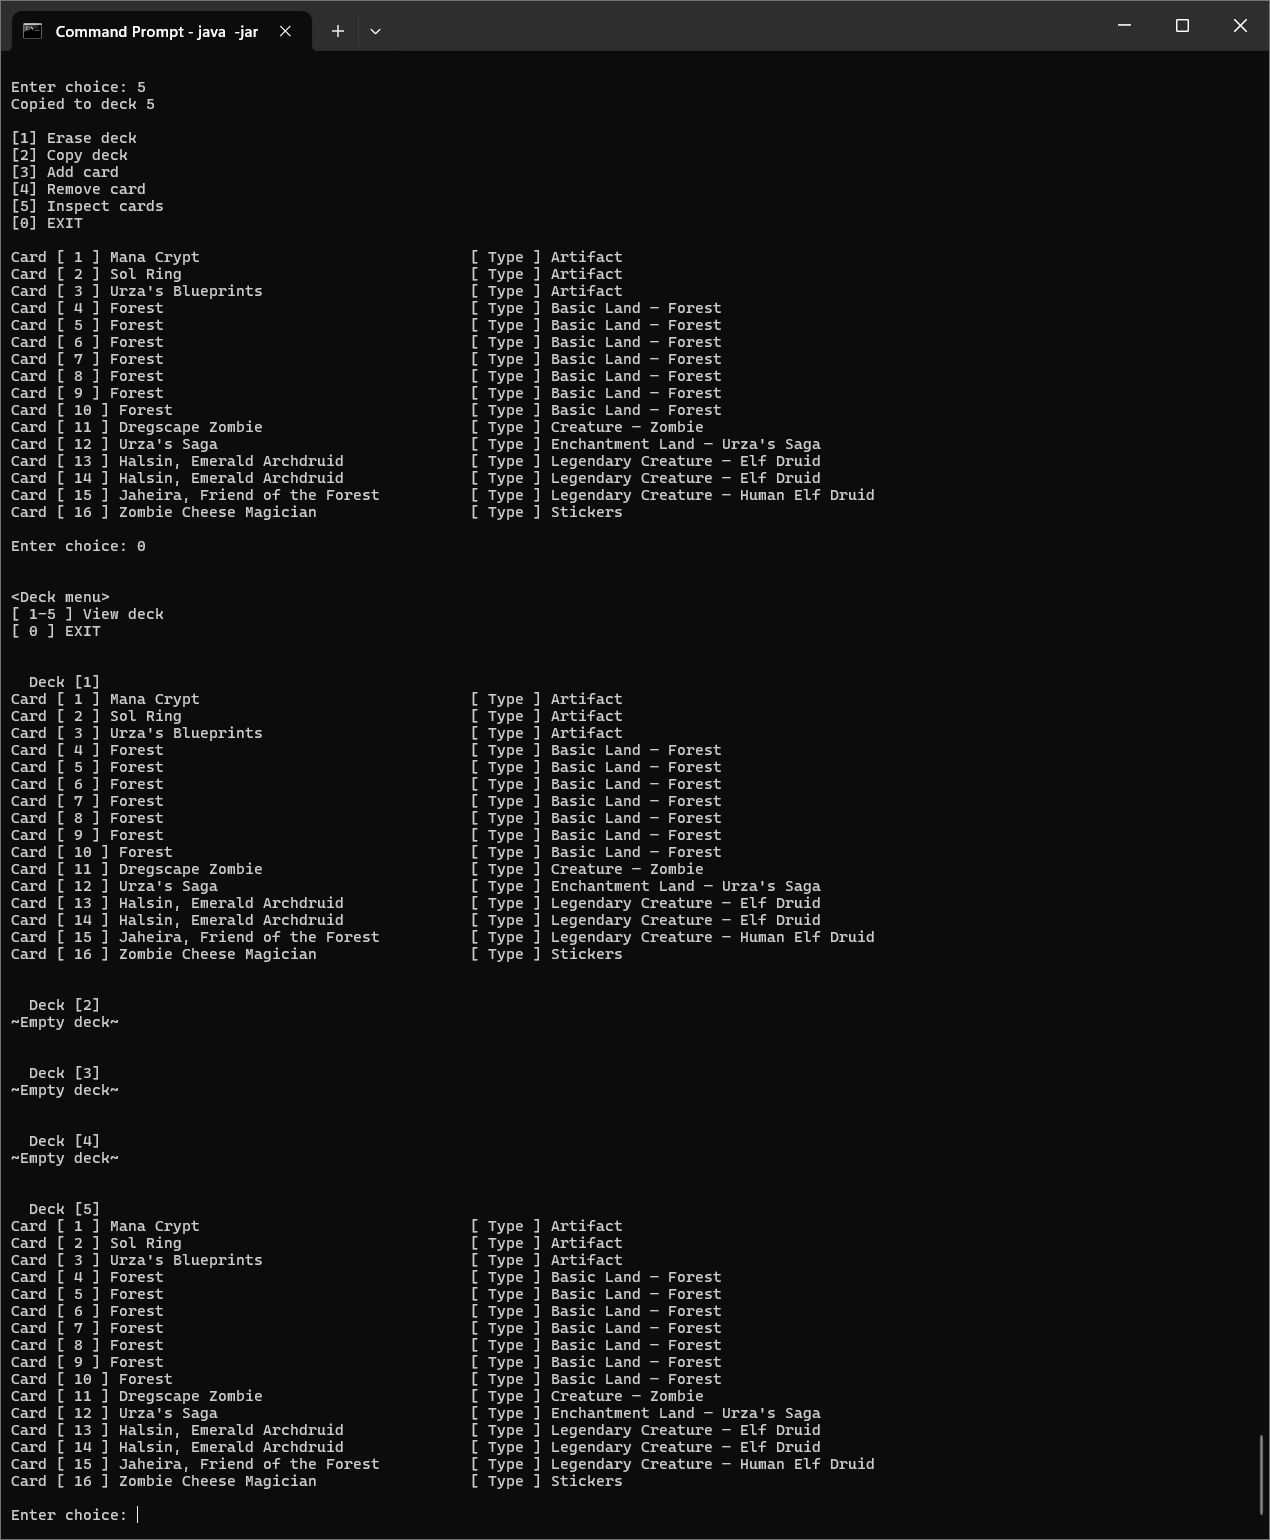 Command Prompt - java -jar
Enter choice: 5
Copied to deck 5
[1] Erase deck
[2] Copy deck
[3] Add card
[4] Remove card
[5] Inspect cards
[0] EXIT
Card [ 1 ] Mana Crypt [ Type ] Artifact
Card [ 2 ] Sol Ring [ Type ] Artifact
Card [ 3 ] Urza's Blueprints [ Type ] Artifact
Card [ 4 ] Forest [ Type ] Basic Land — Forest
Card [ 5 ] Forest [ Type ] Basic Land — Forest
Card [ 6 ] Forest [ Type ] Basic Land — Forest
Card [ 7 ] Forest [ Type ] Basic Land — Forest
Card [ 8 ] Forest [ Type ] Basic Land — Forest
Card [ 9 ] Forest [ Type ] Basic Land — Forest
Card [ 10 ] Forest [ Type ] Basic Land — Forest
Card [ 11 ] Dregscape Zombie [ Type ] Creature — Zombie
Card [ 12 ] Urza's Saga [ Type ] Enchantment Land — Urza's Saga
Card [ 13 ] Halsin, Emerald Archdruid [ Type ] Legendary Creature — Elf Druid
Card [ 14 ] Halsin, Emerald Archdruid [ Type ] Legendary Creature — Elf Druid
Card [ 15 ] Jaheira, Friend of the Forest [ Type ] Legendary Creature — Human Elf Druid
Card [ 16 ] Zombie Cheese Magician [ Type ] Stickers
Enter choice: 0
<Deck menu>
[ 1-5 ] View deck
[ 0 ] EXIT
Deck [1]
Card [ 1 ] Mana Crypt [ Type ] Artifact
Card [ 2 ] Sol Ring [ Type ] Artifact
Card [ 3 ] Urza's Blueprints [ Type ] Artifact
Card [ 4 ] Forest [ Type ] Basic Land — Forest
Card [ 5 ] Forest [ Type ] Basic Land — Forest
Card [ 6 ] Forest [ Type ] Basic Land — Forest
Card [ 7 ] Forest [ Type ] Basic Land — Forest
Card [ 8 ] Forest [ Type ] Basic Land — Forest
Card [ 9 ] Forest [ Type ] Basic Land — Forest
Card [ 10 ] Forest [ Type ] Basic Land — Forest
Card [ 11 ] Dregscape Zombie [ Type ] Creature — Zombie
Card [ 12 ] Urza's Saga [ Type ] Enchantment Land — Urza's Saga
Card [ 13 ] Halsin, Emerald Archdruid [ Type ] Legendary Creature — Elf Druid
Card [ 14 ] Halsin, Emerald Archdruid [ Type ] Legendary Creature — Elf Druid
Card [ 15 ] Jaheira, Friend of the Forest [ Type ] Legendary Creature — Human Elf Druid
Card [ 16 ] Zombie Cheese Magician [ Type ] Stickers
Deck [2]
~Empty deck~
Deck [3]
~Empty deck~
Deck [4]
~Empty deck~
Deck [5]
Card [ 1 ] Mana Crypt [ Type ] Artifact
Card [ 2 ] Sol Ring [ Type ] Artifact
Card [ 3 ] Urza's Blueprints [ Type ] Artifact
Card [ 4 ] Forest [ Type ] Basic Land — Forest
Card [ 5 ] Forest [ Type ] Basic Land — Forest
Card [ 6 ] Forest [ Type ] Basic Land — Forest
Card [ 7 ] Forest [ Type ] Basic Land — Forest
Card [ 8 ] Forest [ Type ] Basic Land — Forest
Card [ 9 ] Forest [ Type ] Basic Land — Forest
Card [ 10 ] Forest [ Type ] Basic Land — Forest
Card [ 11 ] Dregscape Zombie [ Type ] Creature — Zombie
Card [ 12 ] Urza's Saga [ Type ] Enchantment Land — Urza's Saga
Card [ 13 ] Halsin, Emerald Archdruid [ Type ] Legendary Creature — Elf Druid
Card [ 14 ] Halsin, Emerald Archdruid [ Type ] Legendary Creature — Elf Druid
Card [ 15 ] Jaheira, Friend of the Forest [ Type ] Legendary Creature — Human Elf Druid
Card [ 16 ] Zombie Cheese Magician [ Type ] Stickers
Enter choice: